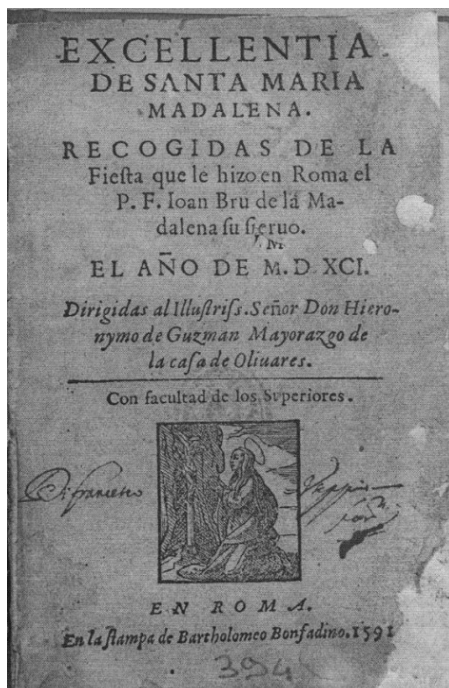 EXCELLENTIA
DE SANTA MARIA
MADALENA.
RECOGIDAS DE LA
Fiesta que le hizo en Roma el
P. F. Ioan Bru de la Ma-
dalena su sieruo.
EL AÑO DE M.D XCI.
Dirigidas al Illustriss. Señor Don Hiero-
nymo de Guzman Mayorazgo de
la casa de Oliuares.
Con facultad de los Superiores.
Di francesco
EN ROMA.
En la stampa de Bartholomeo Bonfadino. 1591
394